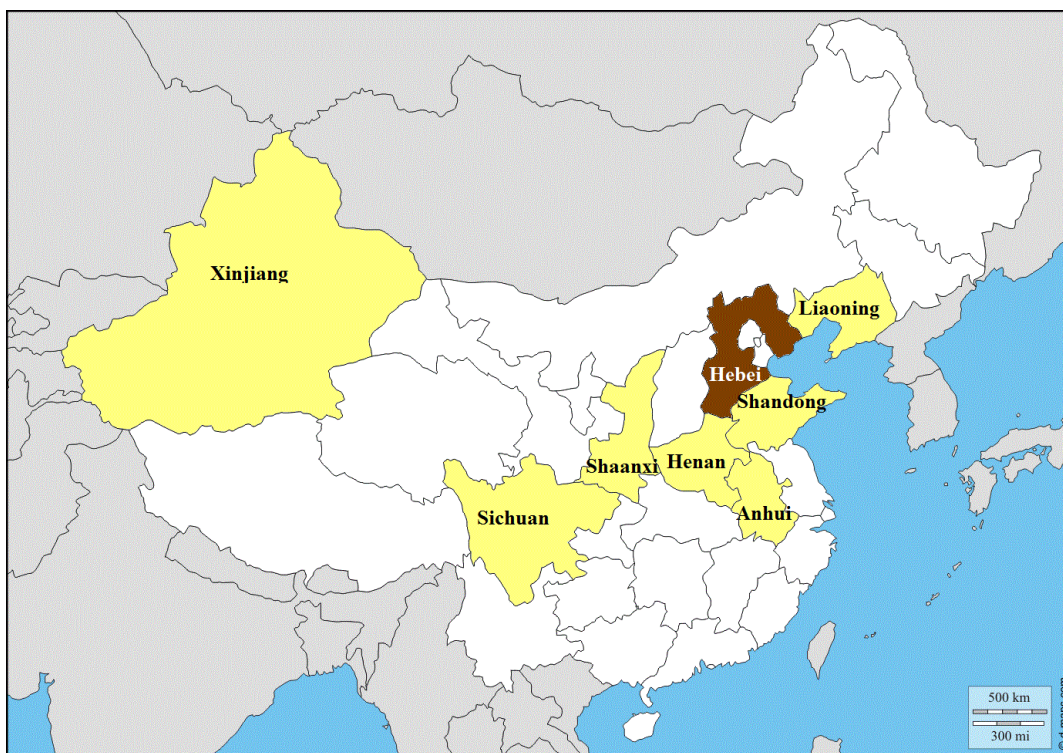 Xinjiang
Liaoning
Hebei
Shandong
Shaanxi
Henan
Sichuan
Anhui
500 km
300 mi